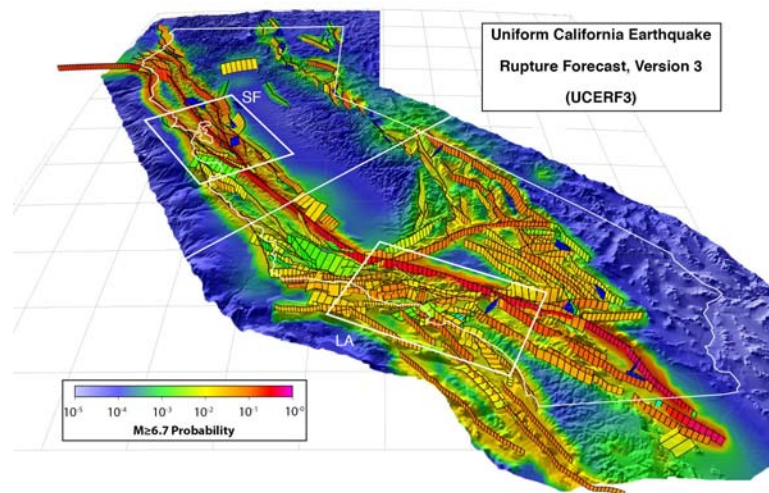 Uniform California Earthquake
Rupture Forecast, Version 3
(UCERF3)
SF
LA
10-5 10-4 10-3 10-2 10-1 10-0
M≥6.7 Probability